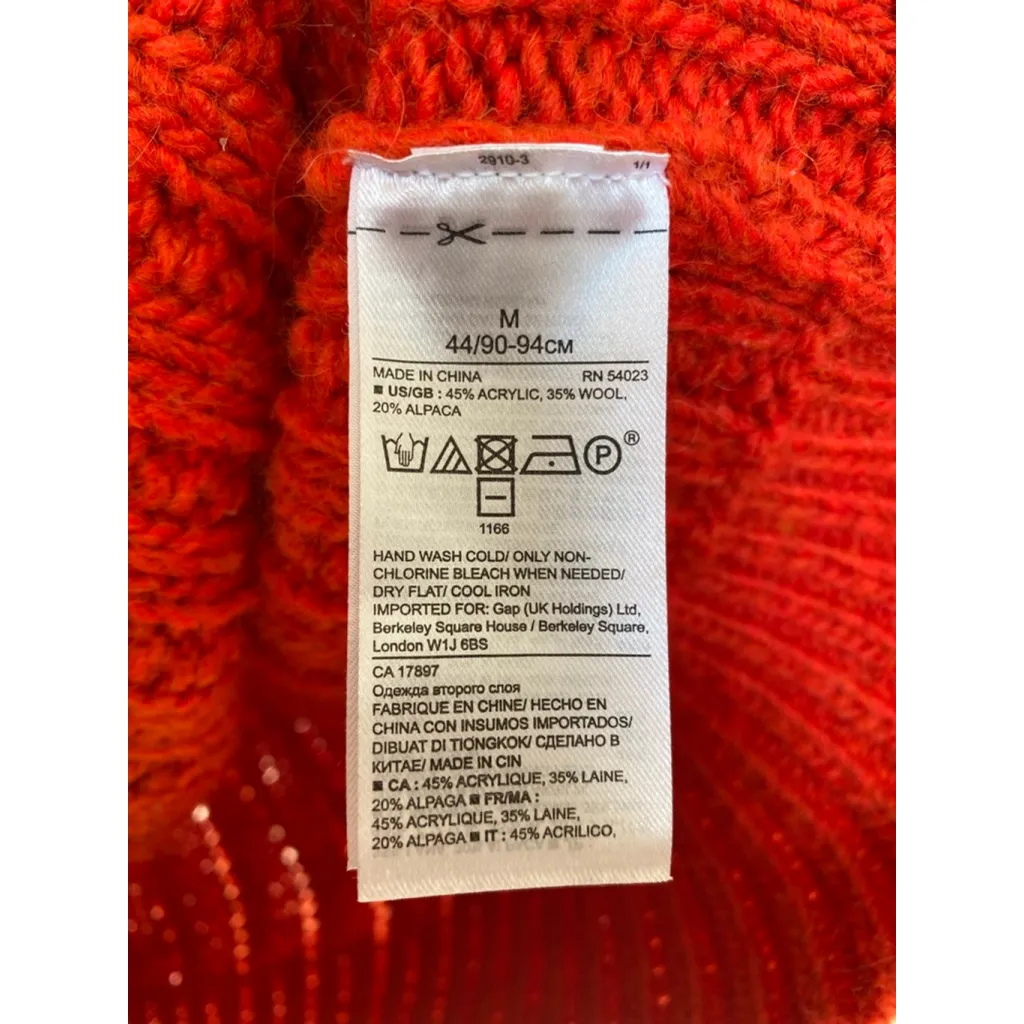 2910-3 1/1
M
44/90-94CM
MADE IN CHINA RN 54023
US/GB : 45% ACRYLIC, 35% WOOL,
20% ALPACA
P ®
1166
HAND WASH COLD/ ONLY NON-
CHLORINE BLEACH WHEN NEEDED/
DRY FLAT/ COOL IRON
IMPORTED FOR: Gap (UK Holdings) Ltd,
Berkeley Square House / Berkeley Square,
London W1J 6BS
CA 17897
Одежда второго слоя
FABRIQUE EN CHINE/ HECHO EN
CHINA CON INSUMOS IMPORTADOS/
DIBUAT DI TIONGKOK/ СДЕЛАНО В
КИТАЕ/ MADE IN CIN
CA : 45% ACRYLIQUE, 35% LAINE,
20% ALPAGA FR/MA :
45% ACRYLIQUE, 35% LAINE,
20% ALPAGA IT : 45% ACRILICO,